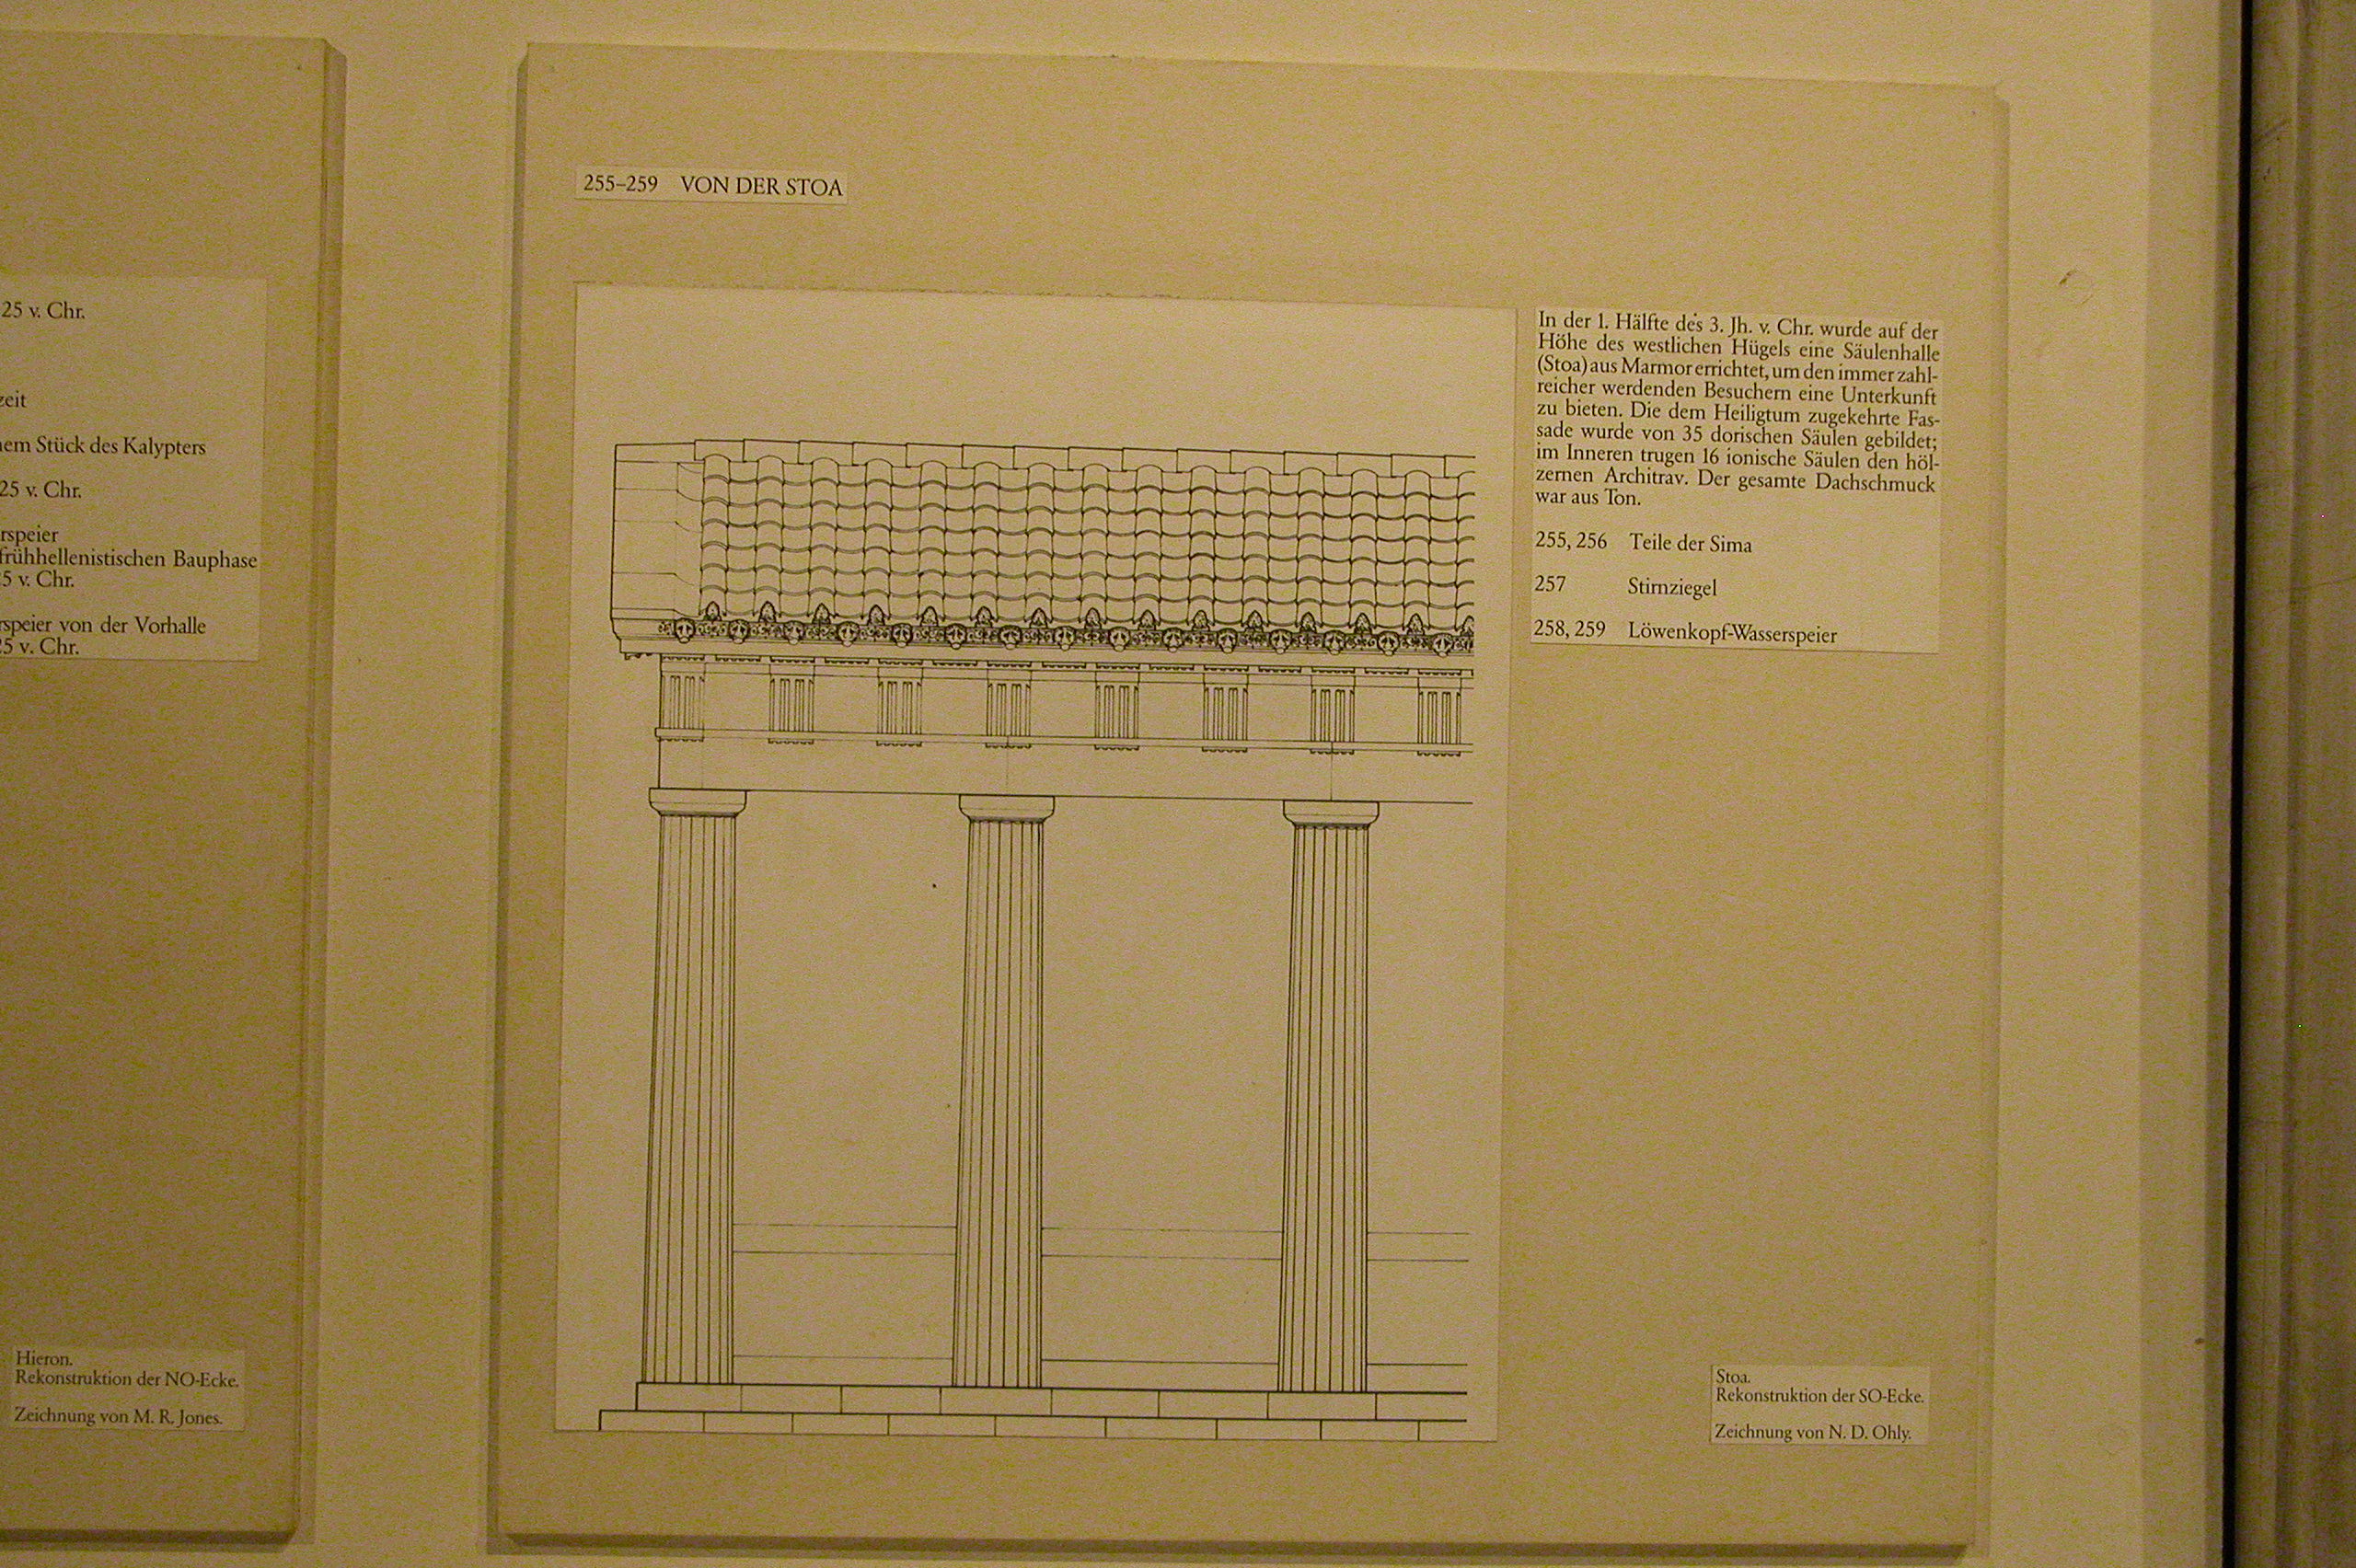 25 v. Chr.
zeit
nem Stück des Kalypters
25 v. Chr.
rspeier
frühhellenistischen Bauphase
5 v. Chr.
rspeier von der Vorhalle
5 v. Chr.
Hieron.
Rekonstruktion der NO-Ecke.
Zeichnung von M. R. Jones.
255–259 VON DER STOA
In der 1. Hälfte des 3. Jh. v. Chr. wurde auf der
Höhe des westlichen Hügels eine Säulenhalle
(Stoa) aus Marmor errichtet, um den immer zahl-
reicher werdenden Besuchern eine Unterkunft
zu bieten. Die dem Heiligtum zugekehrte Fas-
sade wurde von 35 dorischen Säulen gebildet;
im Inneren trugen 16 ionische Säulen den höl-
zernen Architrav. Der gesamte Dachschmuck
war aus Ton.
255, 256 Teile der Sima
257 Stirnziegel
258, 259 Löwenkopf-Wasserspeier
Stoa.
Rekonstruktion der SO-Ecke.
Zeichnung von N. D. Ohly.